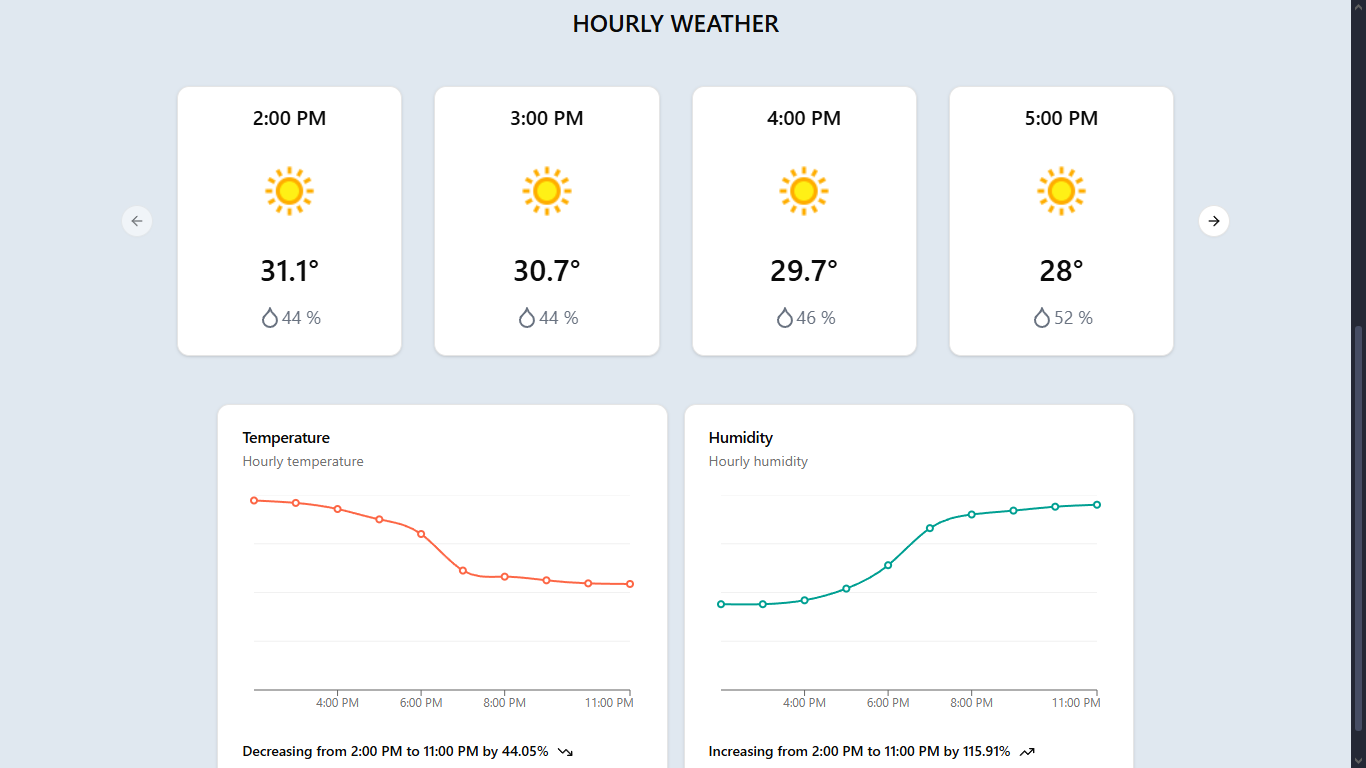 HOURLY WEATHER
2:00 PM
31.1°
44 %
3:00 PM
30.7°
44 %
4:00 PM
29.7°
46 %
5:00 PM
28°
52 %
Temperature
Hourly temperature
4:00 PM 6:00 PM 8:00 PM 11:00 PM
Decreasing from 2:00 PM to 11:00 PM by 44.05%
Humidity
Hourly humidity
4:00 PM 6:00 PM 8:00 PM 11:00 PM
Increasing from 2:00 PM to 11:00 PM by 115.91%